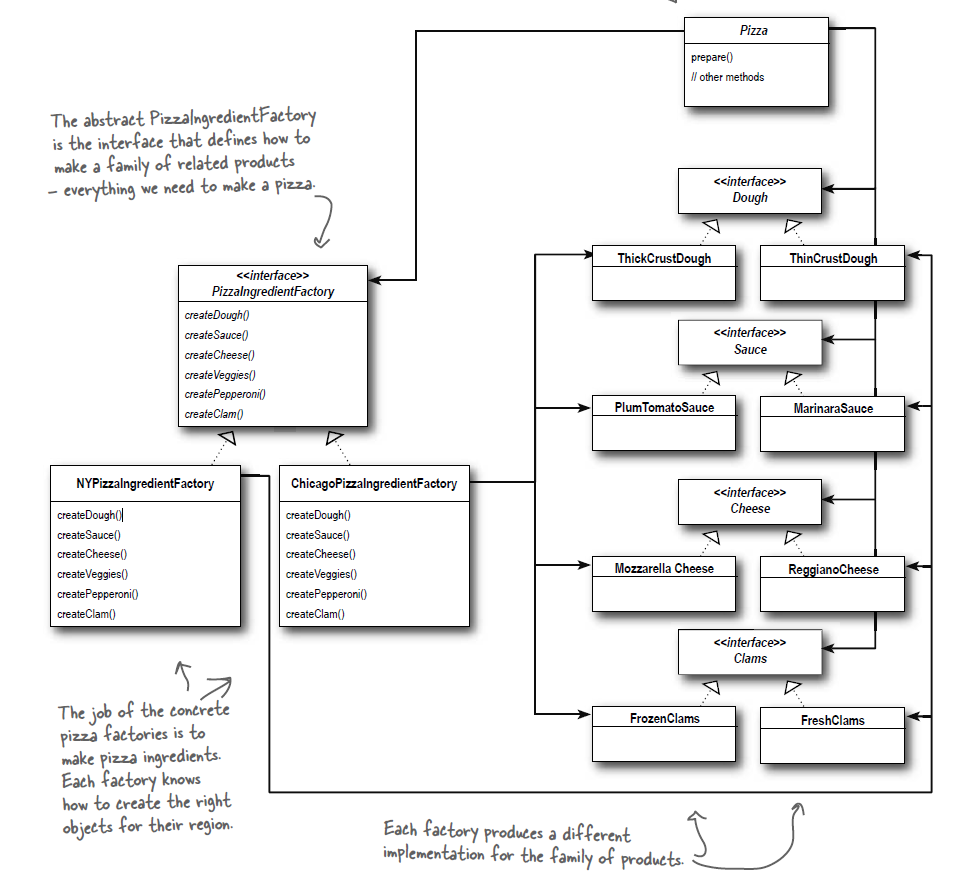 Pizza
prepare()
// other methods
The abstract PizzaIngredientFactory
is the interface that defines how to
make a family of related products
– everything we need to make a pizza.
<<interface>>
PizzaIngredientFactory
createDough()
createSauce()
createCheese()
createVeggies()
createPepperoni()
createClam()
NYPizzaIngredientFactory
createDough()
createSauce()
createCheese()
createVeggies()
createPepperoni()
createClam()
ChicagoPizzaIngredientFactory
createDough()
createSauce()
createCheese()
createVeggies()
createPepperoni()
createClam()
<<interface>>
Dough
ThickCrustDough
ThinCrustDough
<<interface>>
Sauce
PlumTomatoSauce
MarinaraSauce
<<interface>>
Cheese
Mozzarella Cheese
ReggianoCheese
<<interface>>
Clams
FrozenClams
FreshClams
The job of the concrete
pizza factories is to
make pizza ingredients.
Each factory knows
how to create the right
objects for their region.
Each factory produces a different
implementation for the family of products.